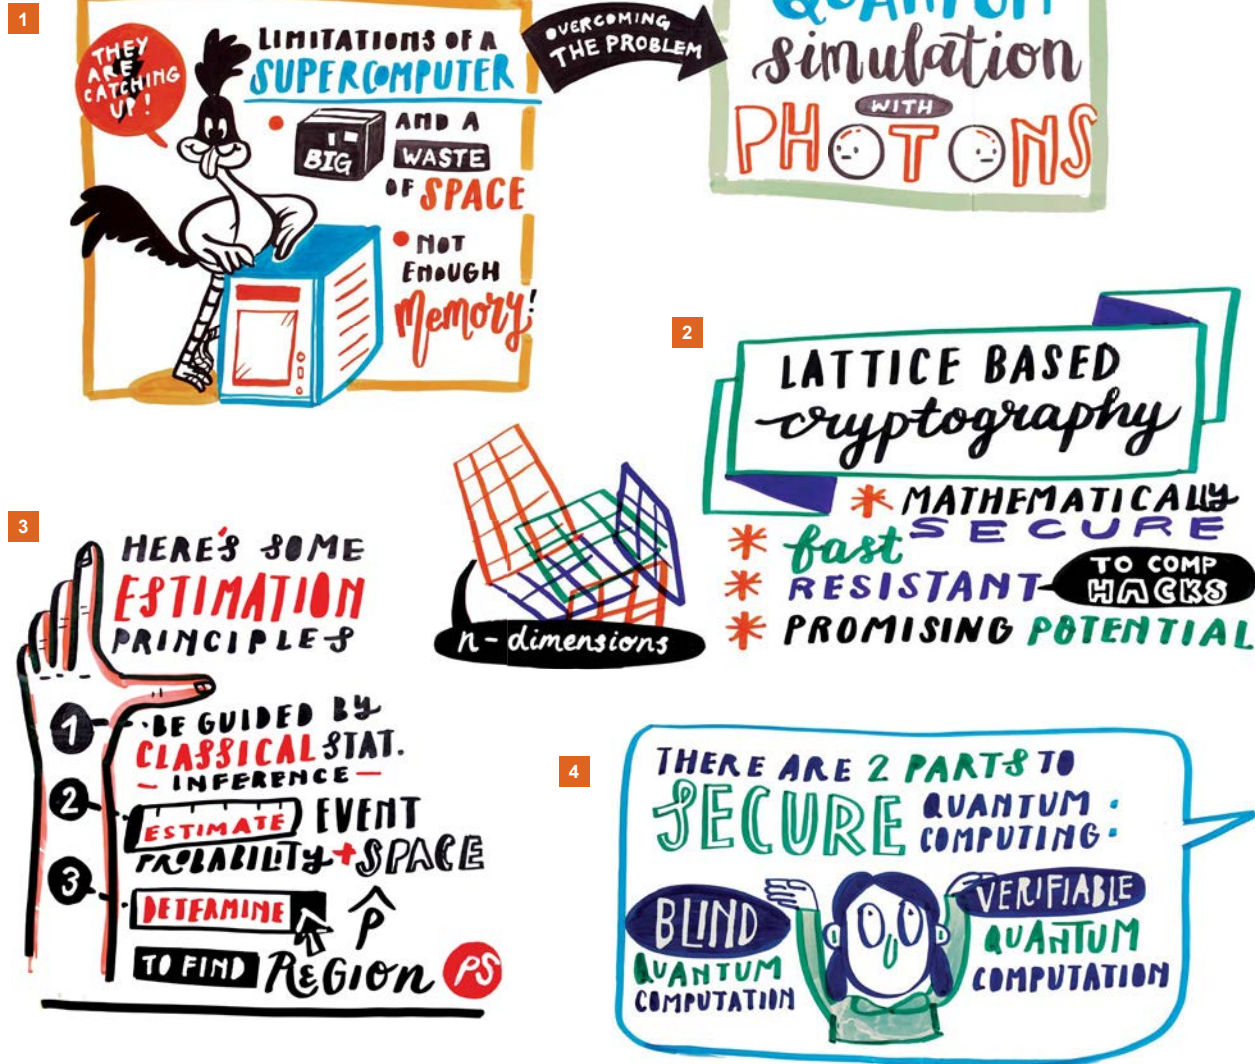 1
THEY
ARE
CATCHING
UP!
LIMITATIONS OF A
SUPERCOMPUTER
BIG
AND A
WASTE
OF SPACE
NOT
ENOUGH
Memory!
OVERCOMING
THE PROBLEM
QUANTUM
simulation
WITH
PHOTONS
2
LATTICE BASED
cryptography
* MATHEMATICALLY
SECURE
* fast
* RESISTANT
TO COMP
HACKS
* PROMISING POTENTIAL
n-dimensions
3
HERE'S SOME
ESTIMATION
PRINCIPLES
1
BE GUIDED BY
CLASSICAL STAT.
- INFERENCE -
2
ESTIMATE EVENT
PROBABILITY + SPACE
3
DETERMINE P̂
TO FIND REGION PS
4
THERE ARE 2 PARTS TO
SECURE QUANTUM
COMPUTING:
BLIND
QUANTUM
COMPUTATION
VERIFIABLE
QUANTUM
COMPUTATION